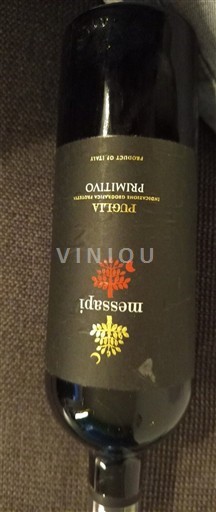 messapi
PUGLIA
INDICAZIONE GEOGRAFICA PROTETTA
PRIMITIVO
PRODUCT OF ITALY
VINIOU